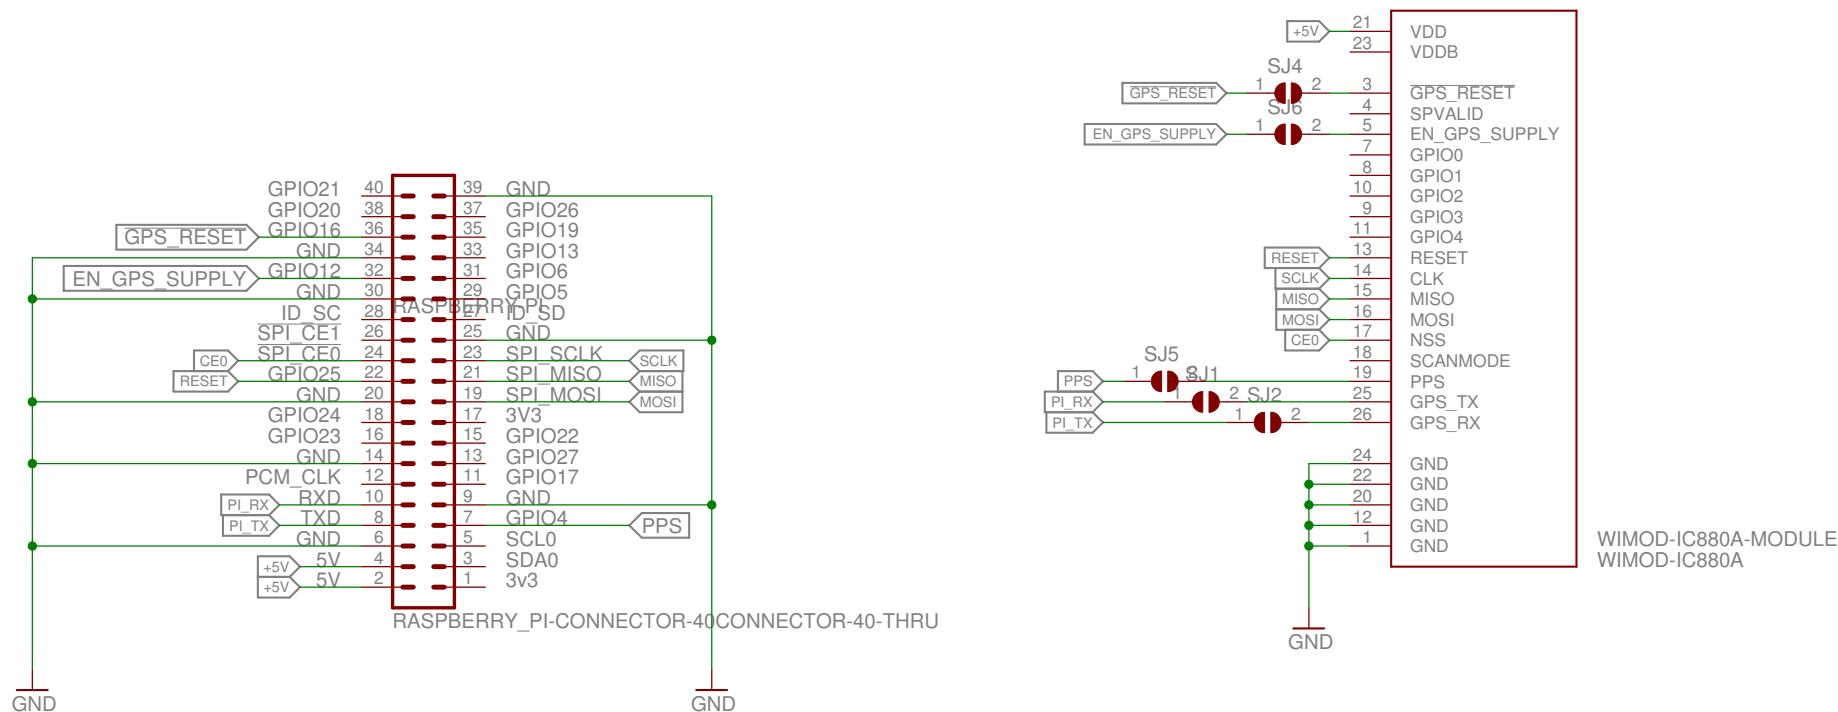 GPIO21 40 39 GND
GPIO20 38 37 GPIO26
GPS_RESET GPIO16 36 35 GPIO19
GND 34 33 GPIO13
EN_GPS_SUPPLY GPIO12 32 31 GPIO6
GND 30 29 GPIO5
RASPBERRY-PI
ID_SC 28 27 ID_SD
SPI_CE1 26 25 GND
CE0 SPI_CE0 24 23 SPI_SCLK SCLK
RESET GPIO25 22 21 SPI_MISO MISO
GND 20 19 SPI_MOSI MOSI
GPIO24 18 17 3V3
GPIO23 16 15 GPIO22
GND 14 13 GPIO27
PCM_CLK 12 11 GPIO17
PI_RX RXD 10 9 GND
PI_TX TXD 8 7 GPIO4 PPS
GND 6 5 SCL0
+5V 5V 4 3 SDA0
+5V 5V 2 1 3v3
RASPBERRY_PI-CONNECTOR-40CONNECTOR-40-THRU
GND
GND
+5V 21 VDD
23 VDDB
SJ4
GPS_RESET 1 2 3 GPS_RESET
SJ6
4 SPVALID
EN_GPS_SUPPLY 1 2 5 EN_GPS_SUPPLY
7 GPIO0
8 GPIO1
10 GPIO2
9 GPIO3
11 GPIO4
RESET 13 RESET
SCLK 14 CLK
MISO 15 MISO
MOSI 16 MOSI
CE0 17 NSS
18 SCANMODE
SJ5
PPS 1 2 19 PPS
SJ1
PI_RX 1 2 25 GPS_TX
SJ2
PI_TX 1 2 26 GPS_RX
24 GND
22 GND
20 GND
12 GND
1 GND
WIMOD-IC880A-MODULE
WIMOD-IC880A
GND